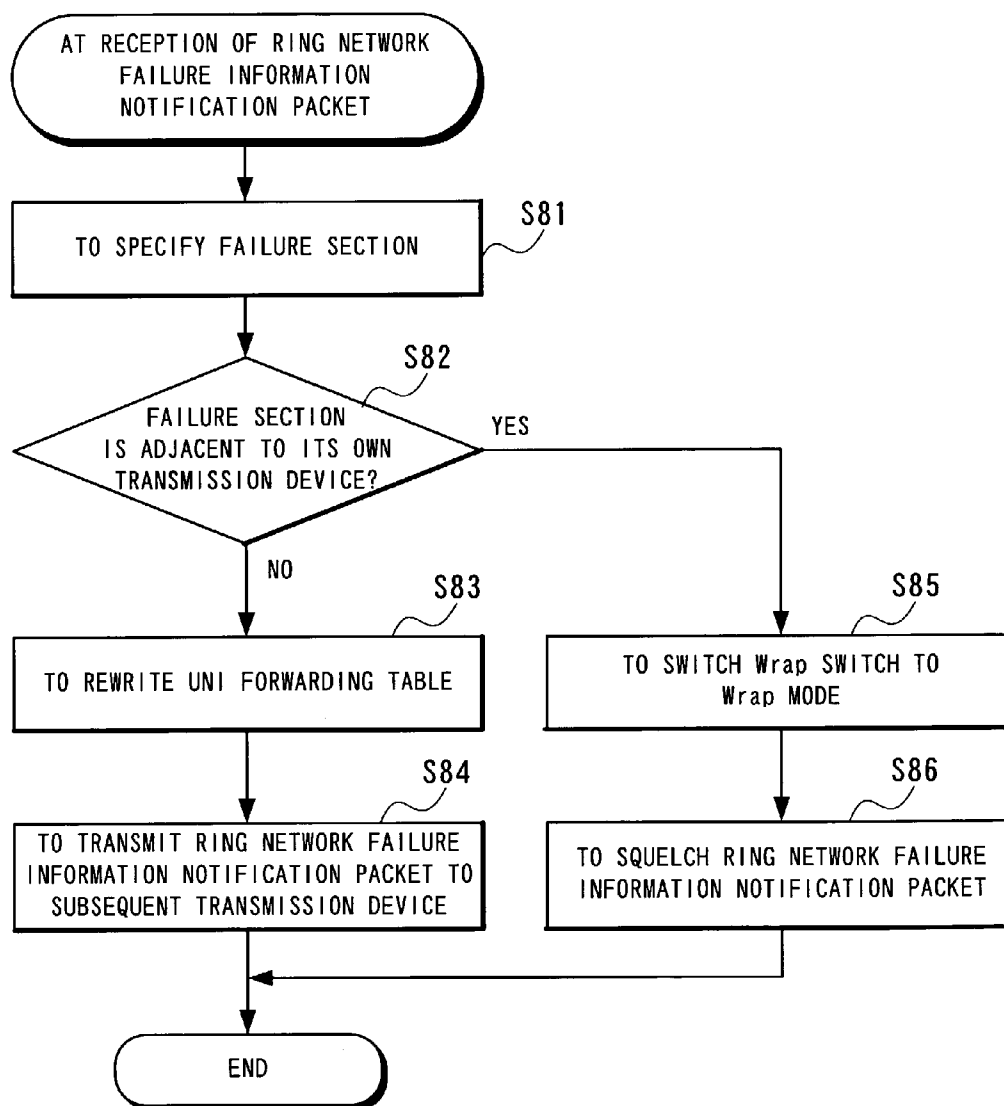 AT RECEPTION OF RING NETWORK
FAILURE INFORMATION
NOTIFICATION PACKET
S81
TO SPECIFY FAILURE SECTION
S82
FAILURE SECTION
IS ADJACENT TO ITS OWN
TRANSMISSION DEVICE?
YES
NO
S83
TO REWRITE UNI FORWARDING TABLE
S85
TO SWITCH Wrap SWITCH TO
Wrap MODE
S84
TO TRANSMIT RING NETWORK FAILURE
INFORMATION NOTIFICATION PACKET TO
SUBSEQUENT TRANSMISSION DEVICE
S86
TO SQUELCH RING NETWORK FAILURE
INFORMATION NOTIFICATION PACKET
END